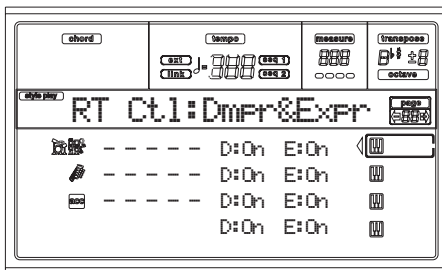 chord tempo measure transpose
ext seq 1
link seq 2
octave
style play
RT Ctl:Dmpr&Expr page
----- D:On E:On
----- D:On E:On
acc ----- D:On E:On
D:On E:On